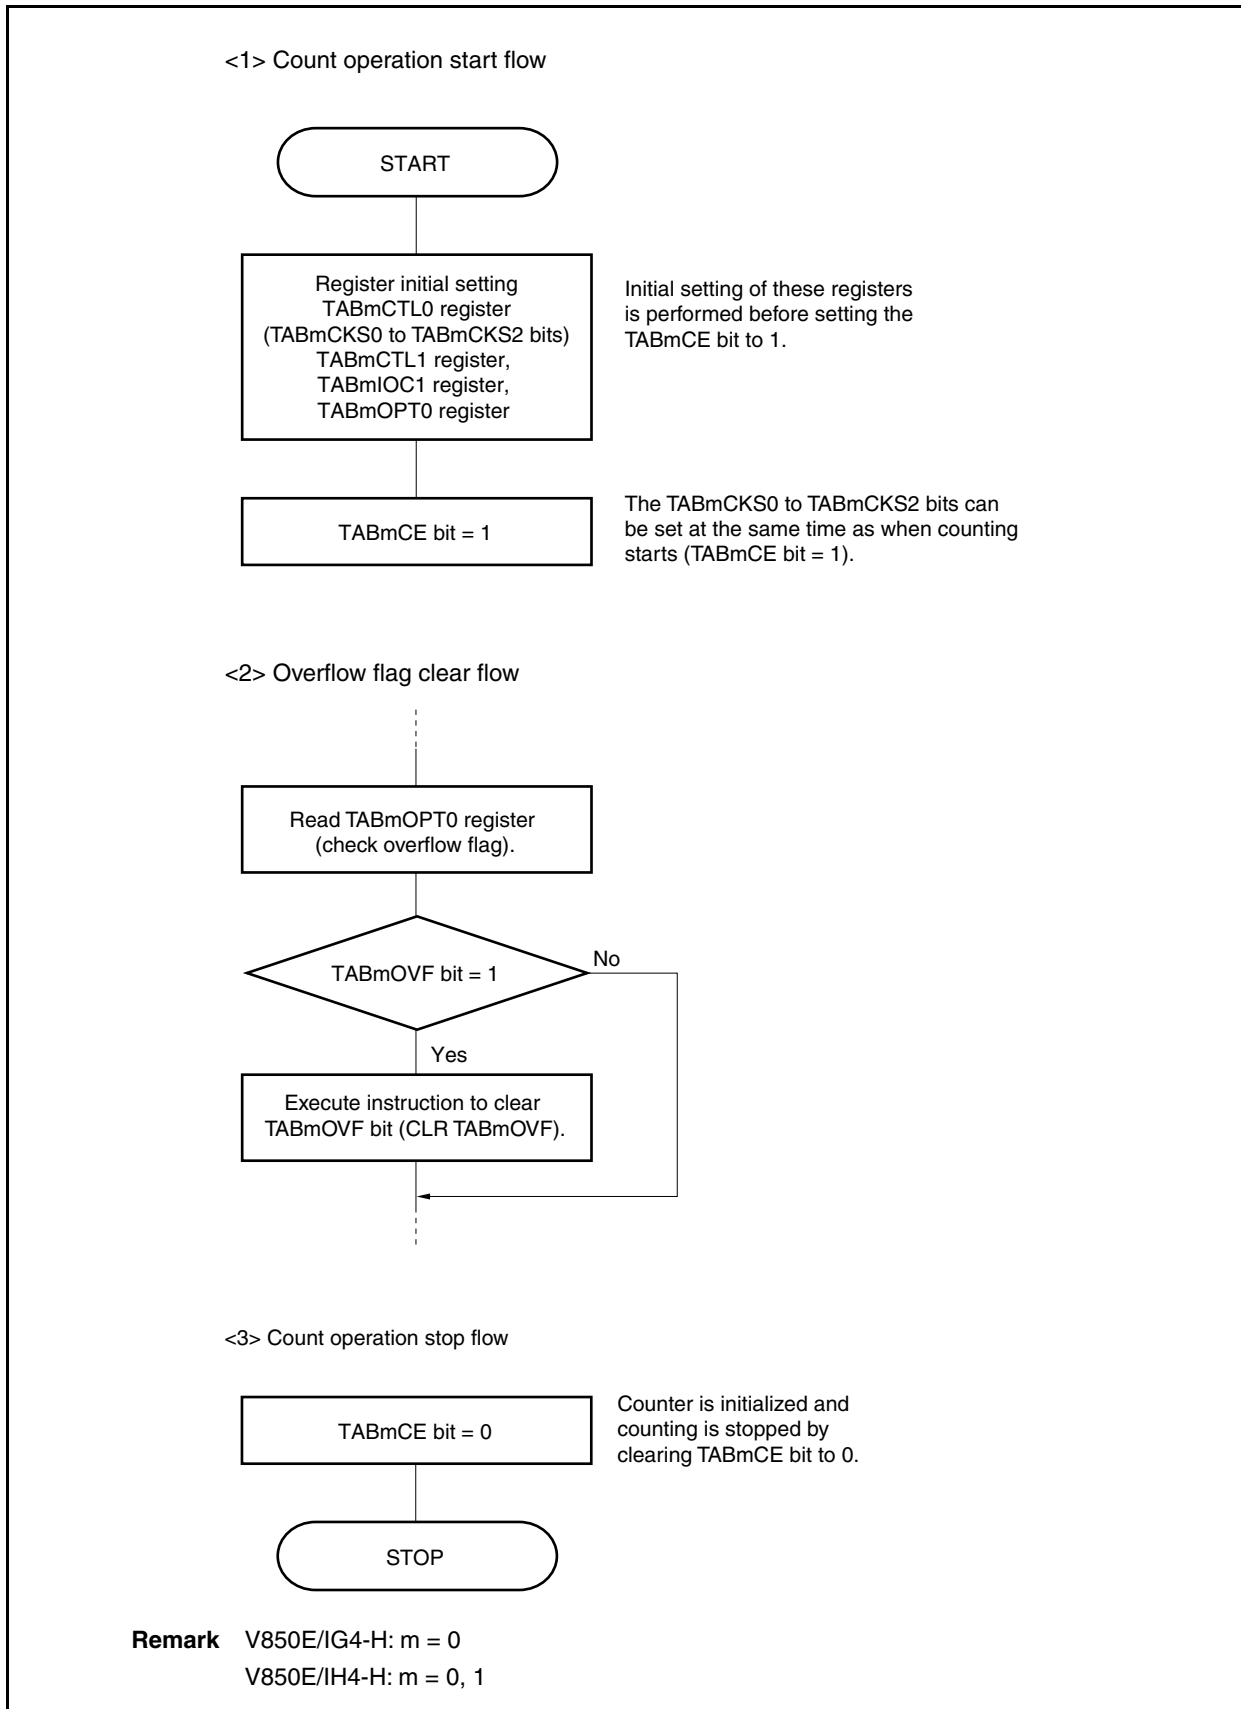 <1> Count operation start flow
START
Register initial setting
TABmCTL0 register
(TABmCKS0 to TABmCKS2 bits)
TABmCTL1 register,
TABmIOC1 register,
TABmOPT0 register
Initial setting of these registers
is performed before setting the
TABmCE bit to 1.
TABmCE bit = 1
The TABmCKS0 to TABmCKS2 bits can
be set at the same time as when counting
starts (TABmCE bit = 1).
<2> Overflow flag clear flow
Read TABmOPT0 register
(check overflow flag).
TABmOVF bit = 1
No
Yes
Execute instruction to clear
TABmOVF bit (CLR TABmOVF).
<3> Count operation stop flow
TABmCE bit = 0
Counter is initialized and
counting is stopped by
clearing TABmCE bit to 0.
STOP
Remark V850E/IG4-H: m = 0
V850E/IH4-H: m = 0, 1